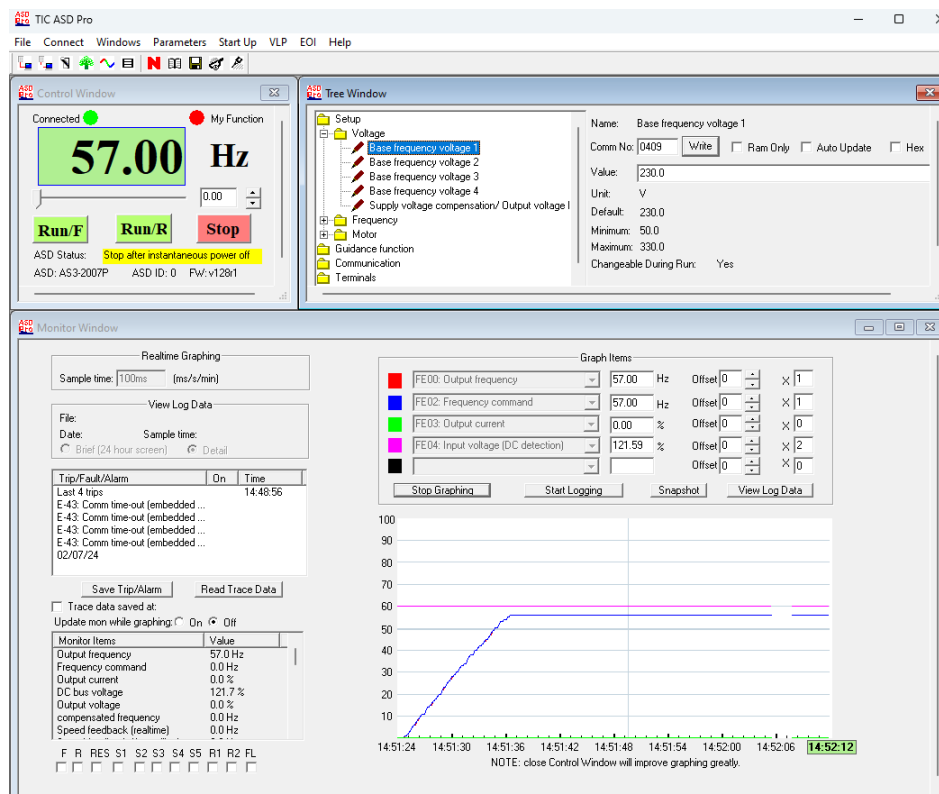 TIC ASD Pro
File Connect Windows Parameters Start Up VLP EOI Help
Control Window
Connected My Function
57.00 Hz
0.00
Run/F Run/R Stop
ASD Status: Stop after instantaneous power off
ASD: AS3-2007P ASD ID: 0 FW: v128r1
Tree Window
Setup
Voltage
Base frequency voltage 1
Base frequency voltage 2
Base frequency voltage 3
Base frequency voltage 4
Supply voltage compensation/ Output voltage l
Frequency
Motor
Guidance function
Communication
Terminals
Name: Base frequency voltage 1
Comm No: 0409 Write Ram Only Auto Update Hex
Value: 230.0
Unit: V
Default: 230.0
Minimum: 50.0
Maximum: 330.0
Changeable During Run: Yes
Monitor Window
Realtime Graphing
Sample time: 100ms (ms/s/min)
View Log Data
File:
Date: Sample time:
Brief (24 hour screen) Detail
Trip/Fault/Alarm On Time
Last 4 trips 14:48:56
E-43: Comm time-out (embedded ...
E-43: Comm time-out (embedded ...
E-43: Comm time-out (embedded ...
E-43: Comm time-out (embedded ...
02/07/24
Save Trip/Alarm Read Trace Data
Trace data saved at:
Update mon while graphing: On Off
Monitor Items Value
Output frequency 57.0 Hz
Frequency command 0.0 Hz
Output current 0.0 %
DC bus voltage 121.7 %
Output voltage 0.0 %
compensated frequency 0.0 Hz
Speed feedback (realtime) 0.0 Hz
F R RES S1 S2 S3 S4 S5 R1 R2 FL
Graph Items
FE00: Output frequency 57.00 Hz Offset 0 X 1
FE02: Frequency command 57.00 Hz Offset 0 X 1
FE03: Output current 0.00 % Offset 0 X 0
FE04: Input voltage (DC detection) 121.59 % Offset 0 X 2
Offset 0 X 0
Stop Graphing Start Logging Snapshot View Log Data
100
90
80
70
60
50
40
30
20
10
14:51:24 14:51:30 14:51:36 14:51:42 14:51:48 14:51:54 14:52:00 14:52:06 14:52:12
NOTE: close Control Window will improve graphing greatly.